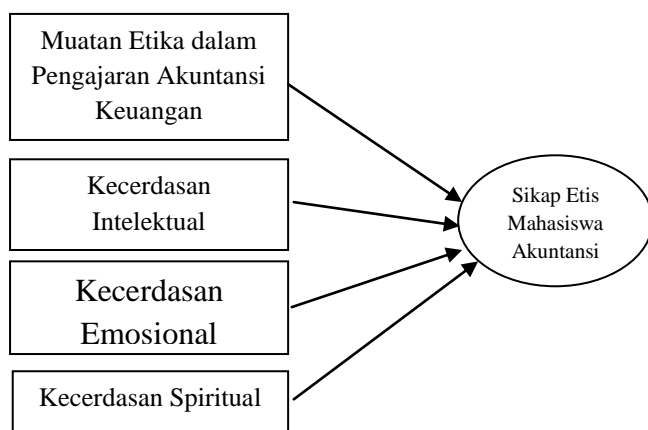 Muatan Etika dalam
Pengajaran Akuntansi
Keuangan
Kecerdasan
Intelektual
Kecerdasan
Emosional
Kecerdasan Spiritual
Sikap Etis
Mahasiswa
Akuntansi